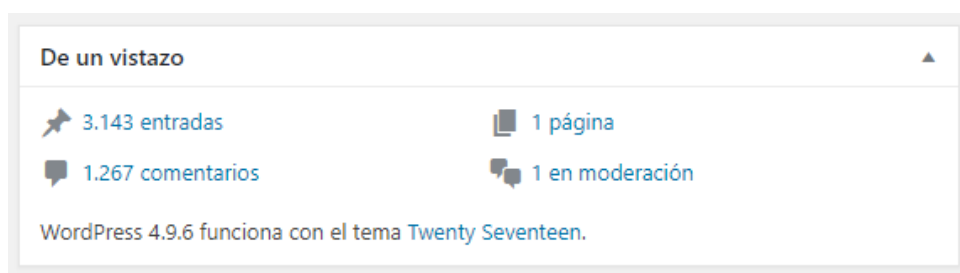 De un vistazo
3.143 entradas
1 página
1.267 comentarios
1 en moderación
WordPress 4.9.6 funciona con el tema Twenty Seventeen.